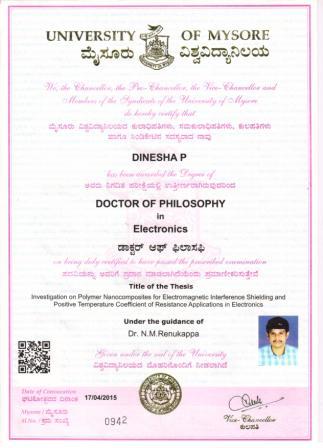 UNIVERSITY OF MYSORE
ಮೈಸೂರು ವಿಶ್ವವಿದ್ಯಾನಿಲಯ
We, the Chancellor, the Pro-Chancellor, the Vice-Chancellor and
Members of the Syndicate of the University of Mysore
do hereby certify that
ಮೈಸೂರು ವಿಶ್ವವಿದ್ಯಾನಿಲಯದ ಕುಲಾಧಿಪತಿಗಳು, ಸಮಕುಲಾಧಿಪತಿಗಳು, ಕುಲಪತಿಗಳು
ಹಾಗೂ ಸಿಂಡಿಕೇಟಿನ ಸದಸ್ಯರಾದ ನಾವು
DINESHA P
has been awarded the Degree of
ಅವರು ನಿಗದಿತ ಪರೀಕ್ಷೆಯಲ್ಲಿ ಉತ್ತೀರ್ಣರಾಗಿರುವುದರಿಂದ
DOCTOR OF PHILOSOPHY
in
Electronics
ಡಾಕ್ಟರ್ ಆಫ್ ಫಿಲಾಸಫಿ
on being duly certified to have passed the prescribed examination
ಪದವಿಯನ್ನು ಅವರಿಗೆ ಪ್ರದಾನ ಮಾಡಲಾಗಿದೆಯೆಂದು ಪ್ರಮಾಣೀಕರಿಸುತ್ತೇವೆ
Title of the Thesis
Investigation on Polymer Nanocomposites for Electromagnetic Interference Shielding and
Positive Temperature Coefficient of Resistance Applications in Electronics
Under the guidance of
Dr. N.M.Renukappa
Given under the seal of the University
ವಿಶ್ವವಿದ್ಯಾನಿಲಯದ ಮೊಹರಿನೊಂದಿಗೆ ನೀಡಲಾಗಿದೆ
Date of Convocation
ಘಟಿಕೋತ್ಸವದ ದಿನಾಂಕ 17/04/2015
Mysore / ಮೈಸೂರು
Sl.No. / ಕ್ರಮ ಸಂಖ್ಯೆ 0942
Vice-Chancellor
ಕುಲಪತಿ